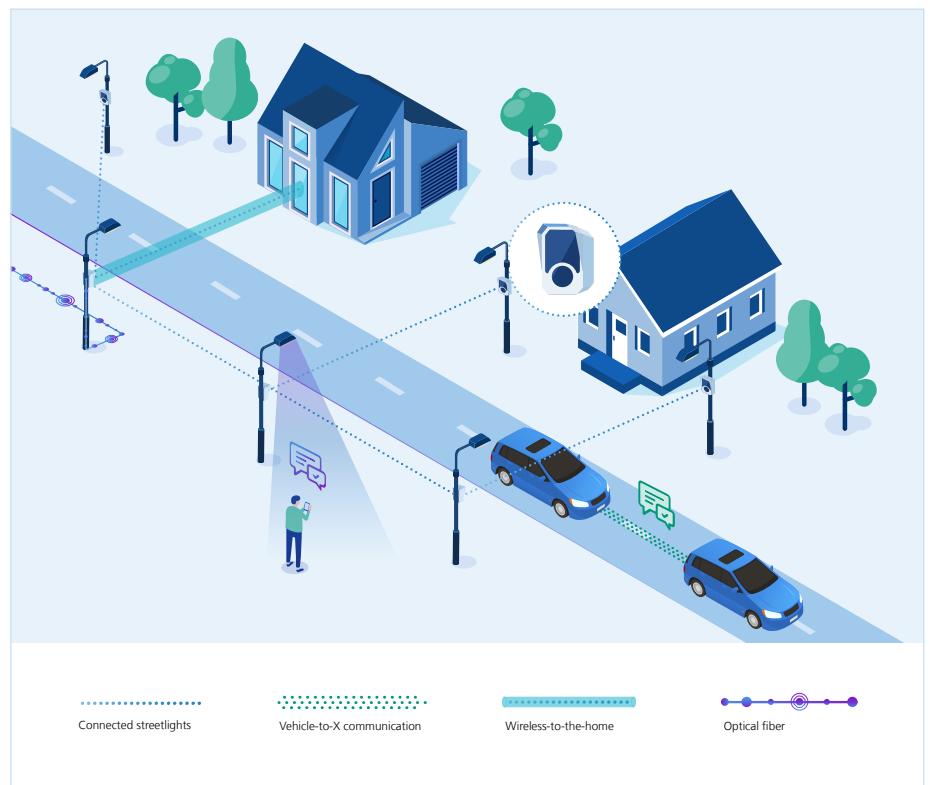 Connected streetlights
Vehicle-to-X communication
Wireless-to-the-home
Optical fiber